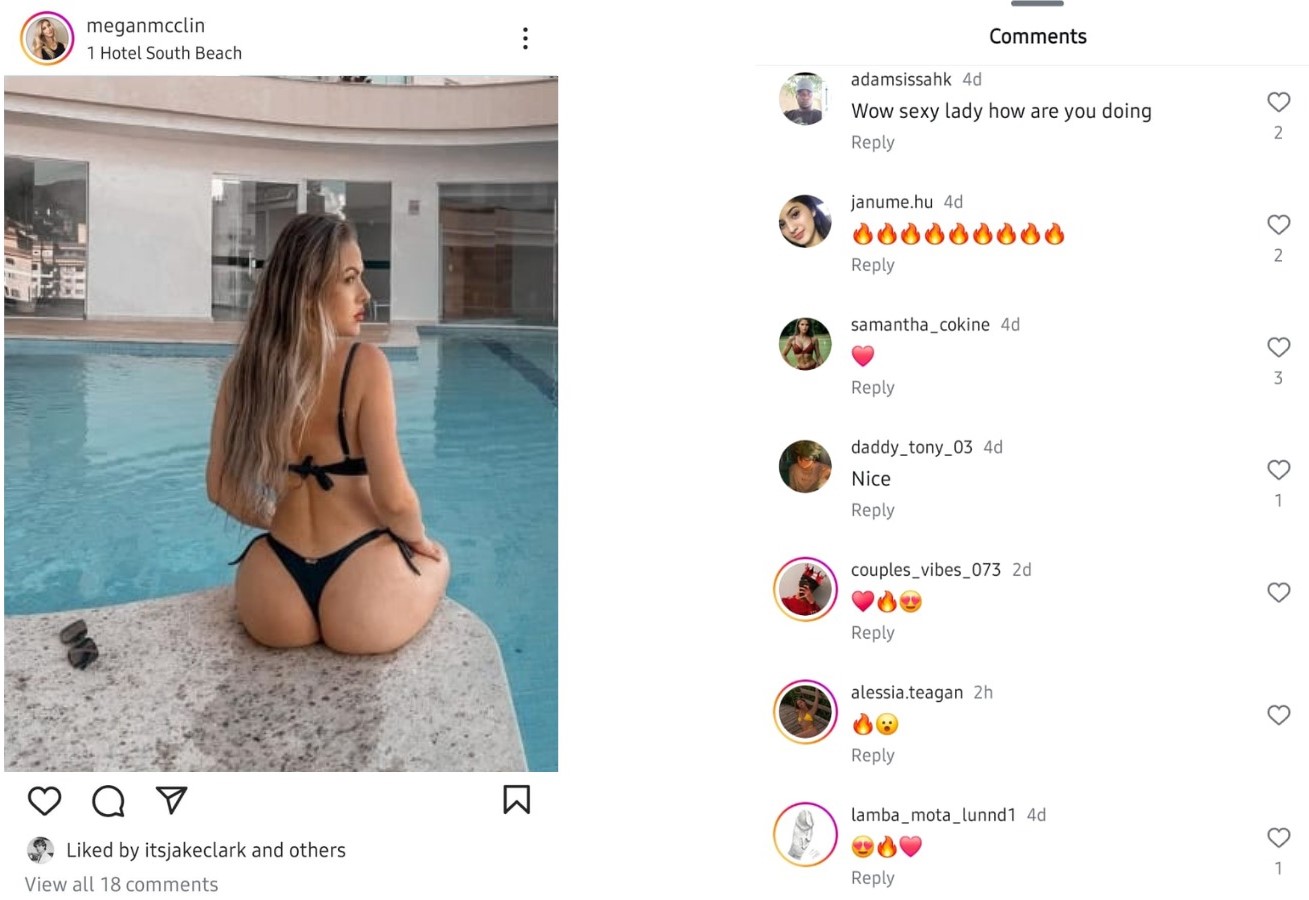 meganmcclin
1 Hotel South Beach
Liked by itsjakeclark and others
View all 18 comments
Comments
adamsissahk 4d
Wow sexy lady how are you doing
Reply
2
janume.hu 4d
🔥🔥🔥🔥🔥🔥🔥🔥🔥
Reply
2
samantha_cokine 4d
❤️
Reply
3
daddy_tony_03 4d
Nice
Reply
1
couples_vibes_073 2d
❤️🔥😍
Reply
alessia.teagan 2h
🔥😮
Reply
lamba_mota_lunnd1 4d
😍🔥❤️
Reply
1